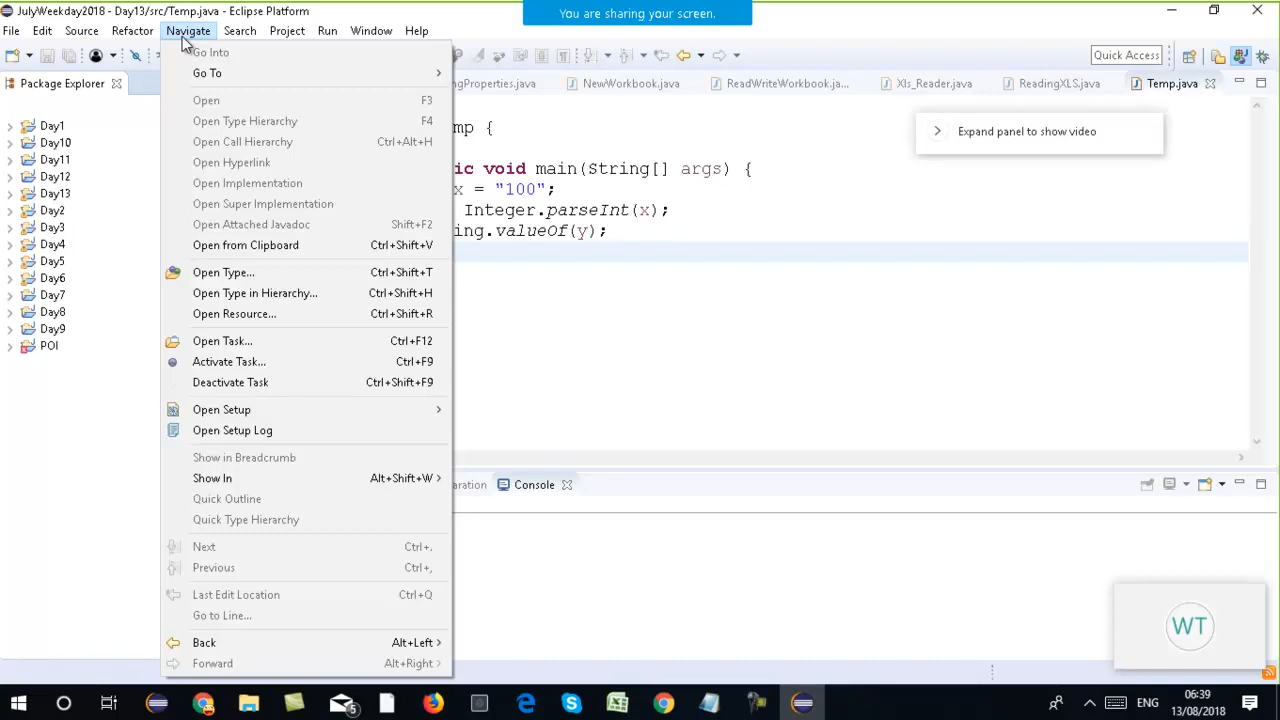 JulyWeekday2018 - Day13/src/Temp.java - Eclipse Platform
You are sharing your screen.
File Edit Source Refactor Navigate Search Project Run Window Help
Quick Access
Package Explorer
ngProperties.java
NewWorkbook.java
ReadWriteWorkbook.ja...
Xls_Reader.java
ReadingXLS.java
Temp.java
Go Into
Go To
Open F3
Open Type Hierarchy F4
Open Call Hierarchy Ctrl+Alt+H
Open Hyperlink
Open Implementation
Open Super Implementation
Open Attached Javadoc Shift+F2
Open from Clipboard Ctrl+Shift+V
Open Type... Ctrl+Shift+T
Open Type in Hierarchy... Ctrl+Shift+H
Open Resource... Ctrl+Shift+R
Open Task... Ctrl+F12
Activate Task... Ctrl+F9
Deactivate Task Ctrl+Shift+F9
Open Setup
Open Setup Log
Show in Breadcrumb
Show In Alt+Shift+W
Quick Outline
Quick Type Hierarchy
Next Ctrl+.
Previous Ctrl+,
Last Edit Location Ctrl+Q
Go to Line...
Back Alt+Left
Forward Alt+Right
Day1
Day10
Day11
Day12
Day13
Day2
Day3
Day4
Day5
Day6
Day7
Day8
Day9
POI
mp {
ic void main(String[] args) {
x = "100";
Integer.parseInt(x);
ing.valueOf(y);
Expand panel to show video
aration
Console
WT
5
ENG
06:39
13/08/2018